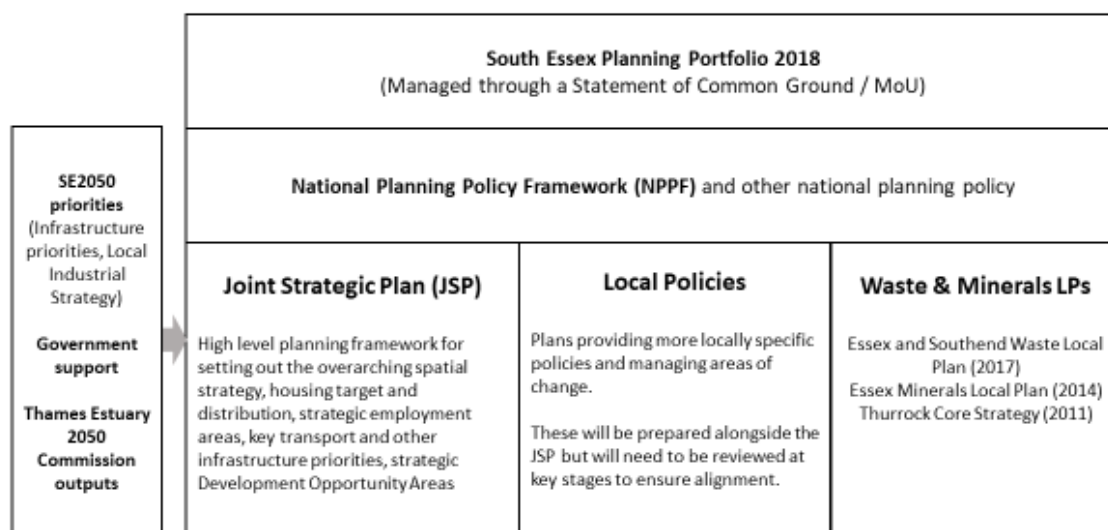 South Essex Planning Portfolio 2018
(Managed through a Statement of Common Ground / MoU)
SE2050
priorities
(Infrastructure
priorities, Local
Industrial
Strategy)
Government
support
Thames Estuary
2050
Commission
outputs
National Planning Policy Framework (NPPF) and other national planning policy
Joint Strategic Plan (JSP)
High level planning framework for
setting out the overarching spatial
strategy, housing target and
distribution, strategic employment
areas, key transport and other
infrastructure priorities, strategic
Development Opportunity Areas
Local Policies
Plans providing more locally specific
policies and managing areas of
change.
These will be prepared alongside the
JSP but will need to be reviewed at
key stages to ensure alignment.
Waste & Minerals LPs
Essex and Southend Waste Local
Plan (2017)
Essex Minerals Local Plan (2014)
Thurrock Core Strategy (2011)